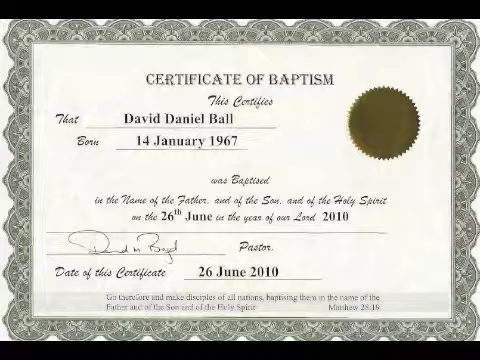 CERTIFICATE OF BAPTISM
This Certifies
That David Daniel Ball
Born 14 January 1967
was Baptised
in the Name of the Father, and of the Son, and of the Holy Spirit
on the 26th June in the year of our Lord 2010
Pastor.
Date of this Certificate 26 June 2010
Go therefore and make disciples of all nations, baptising them in the name of the
Father and of the Son and of the Holy Spirit Matthew 28:19